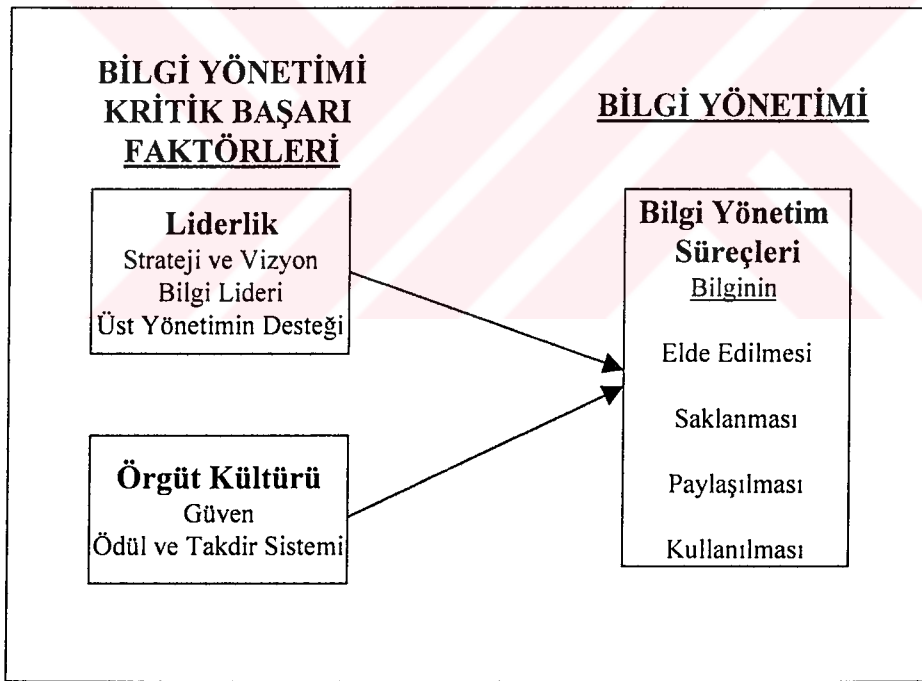 BİLGİ YÖNETİMİ
KRİTİK BAŞARI
FAKTÖRLERİ
Liderlik
Strateji ve Vizyon
Bilgi Lideri
Üst Yönetimin Desteği
Örgüt Kültürü
Güven
Ödül ve Takdir Sistemi
BİLGİ YÖNETİMİ
Bilgi Yönetim
Süreçleri
Bilginin
Elde Edilmesi
Saklanması
Paylaşılması
Kullanılması